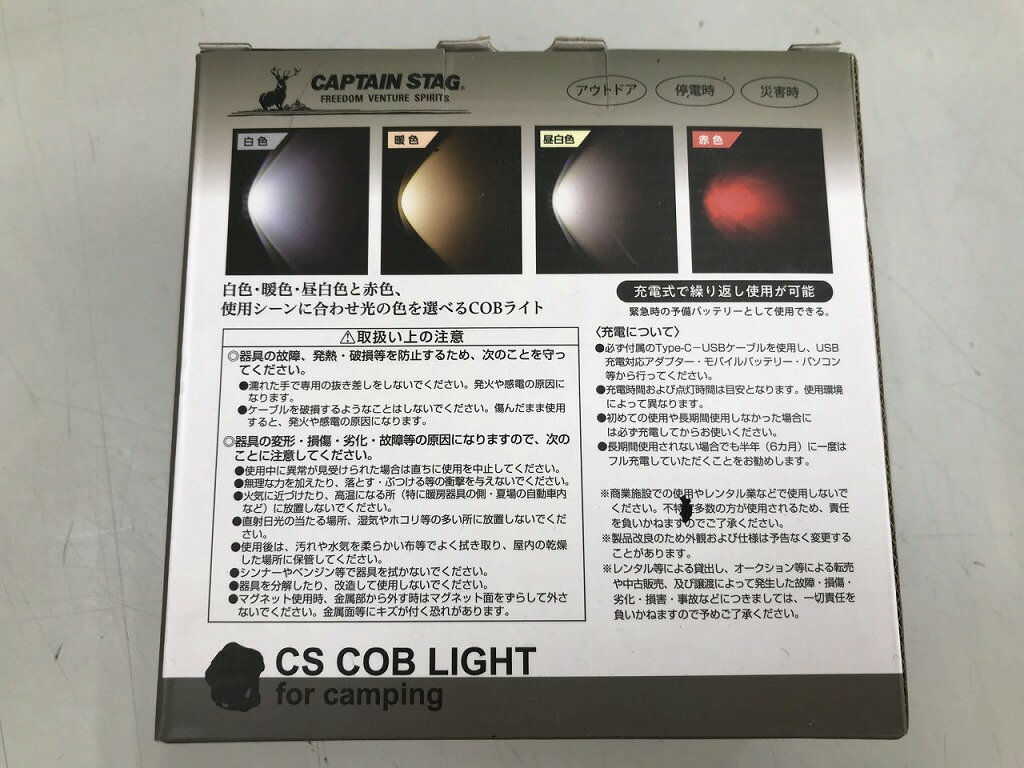 CAPTAIN STAG®
FREEDOM VENTURE SPIRITS
アウトドア
停電時
災害時
白色
暖色
昼白色
赤色
白色・暖色・昼白色と赤色、
使用シーンに合わせ光の色を選べるCOBライト
充電式で繰り返し使用が可能
緊急時の予備バッテリーとして使用できる。
⚠取扱い上の注意
◎器具の故障、発熱・破損等を防止するため、次のことを守っ
てください。
●濡れた手で専用の抜き差しをしないでください。発火や感電の原因に
なります。
●ケーブルを破損するようなことはしないでください。傷んだまま使用
すると、発火や感電の原因になります。
◎器具の変形・損傷・劣化・故障等の原因になりますので、次の
ことに注意してください。
●使用中に異常が見受けられた場合は直ちに使用を中止してください。
●無理な力を加えたり、落とす・ぶつける等の衝撃を与えないでください。
●火気に近づけたり、高温になる所（特に暖房器具の側・夏場の自動車内
など）に放置しないでください。
●直射日光の当たる場所、湿気やホコリ等の多い所に放置しないでくだ
さい。
●使用後は、汚れや水気を柔らかい布等でよく拭き取り、屋内の乾燥
した場所に保管してください。
●シンナーやベンジン等で器具を拭かないでください。
●器具を分解したり、改造して使用しないでください。
●マグネット使用時、金属部から外す時はマグネット面をずらして外さ
ないでください。金属面等にキズが付く恐れがあります。
〈充電について〉
●必ず付属のType-C-USBケーブルを使用し、USB
充電対応アダプター・モバイルバッテリー・パソコン
等から行ってください。
●充電時間および点灯時間は目安となります。使用環境
によって異なります。
●初めての使用や長期間使用しなかった場合に
は必ず充電してからお使いください。
●長期間使用されない場合でも半年（6カ月）に一度は
フル充電していただくことをお勧めします。
※商業施設での使用やレンタル業などで使用しないで
ください。不特 多数の方が使用されるため、責任
を負いかねますのでご了承ください。
※製品改良のため外観および仕様は予告なく変更する
ことがあります。
※レンタル等による貸出し、オークション等による転売
や中古販売、及び譲渡によって発生した故障・損傷・
劣化・損害・事故などにつきましては、一切責任を
負いかねますので予めご了承ください。
CS COB LIGHT
for camping